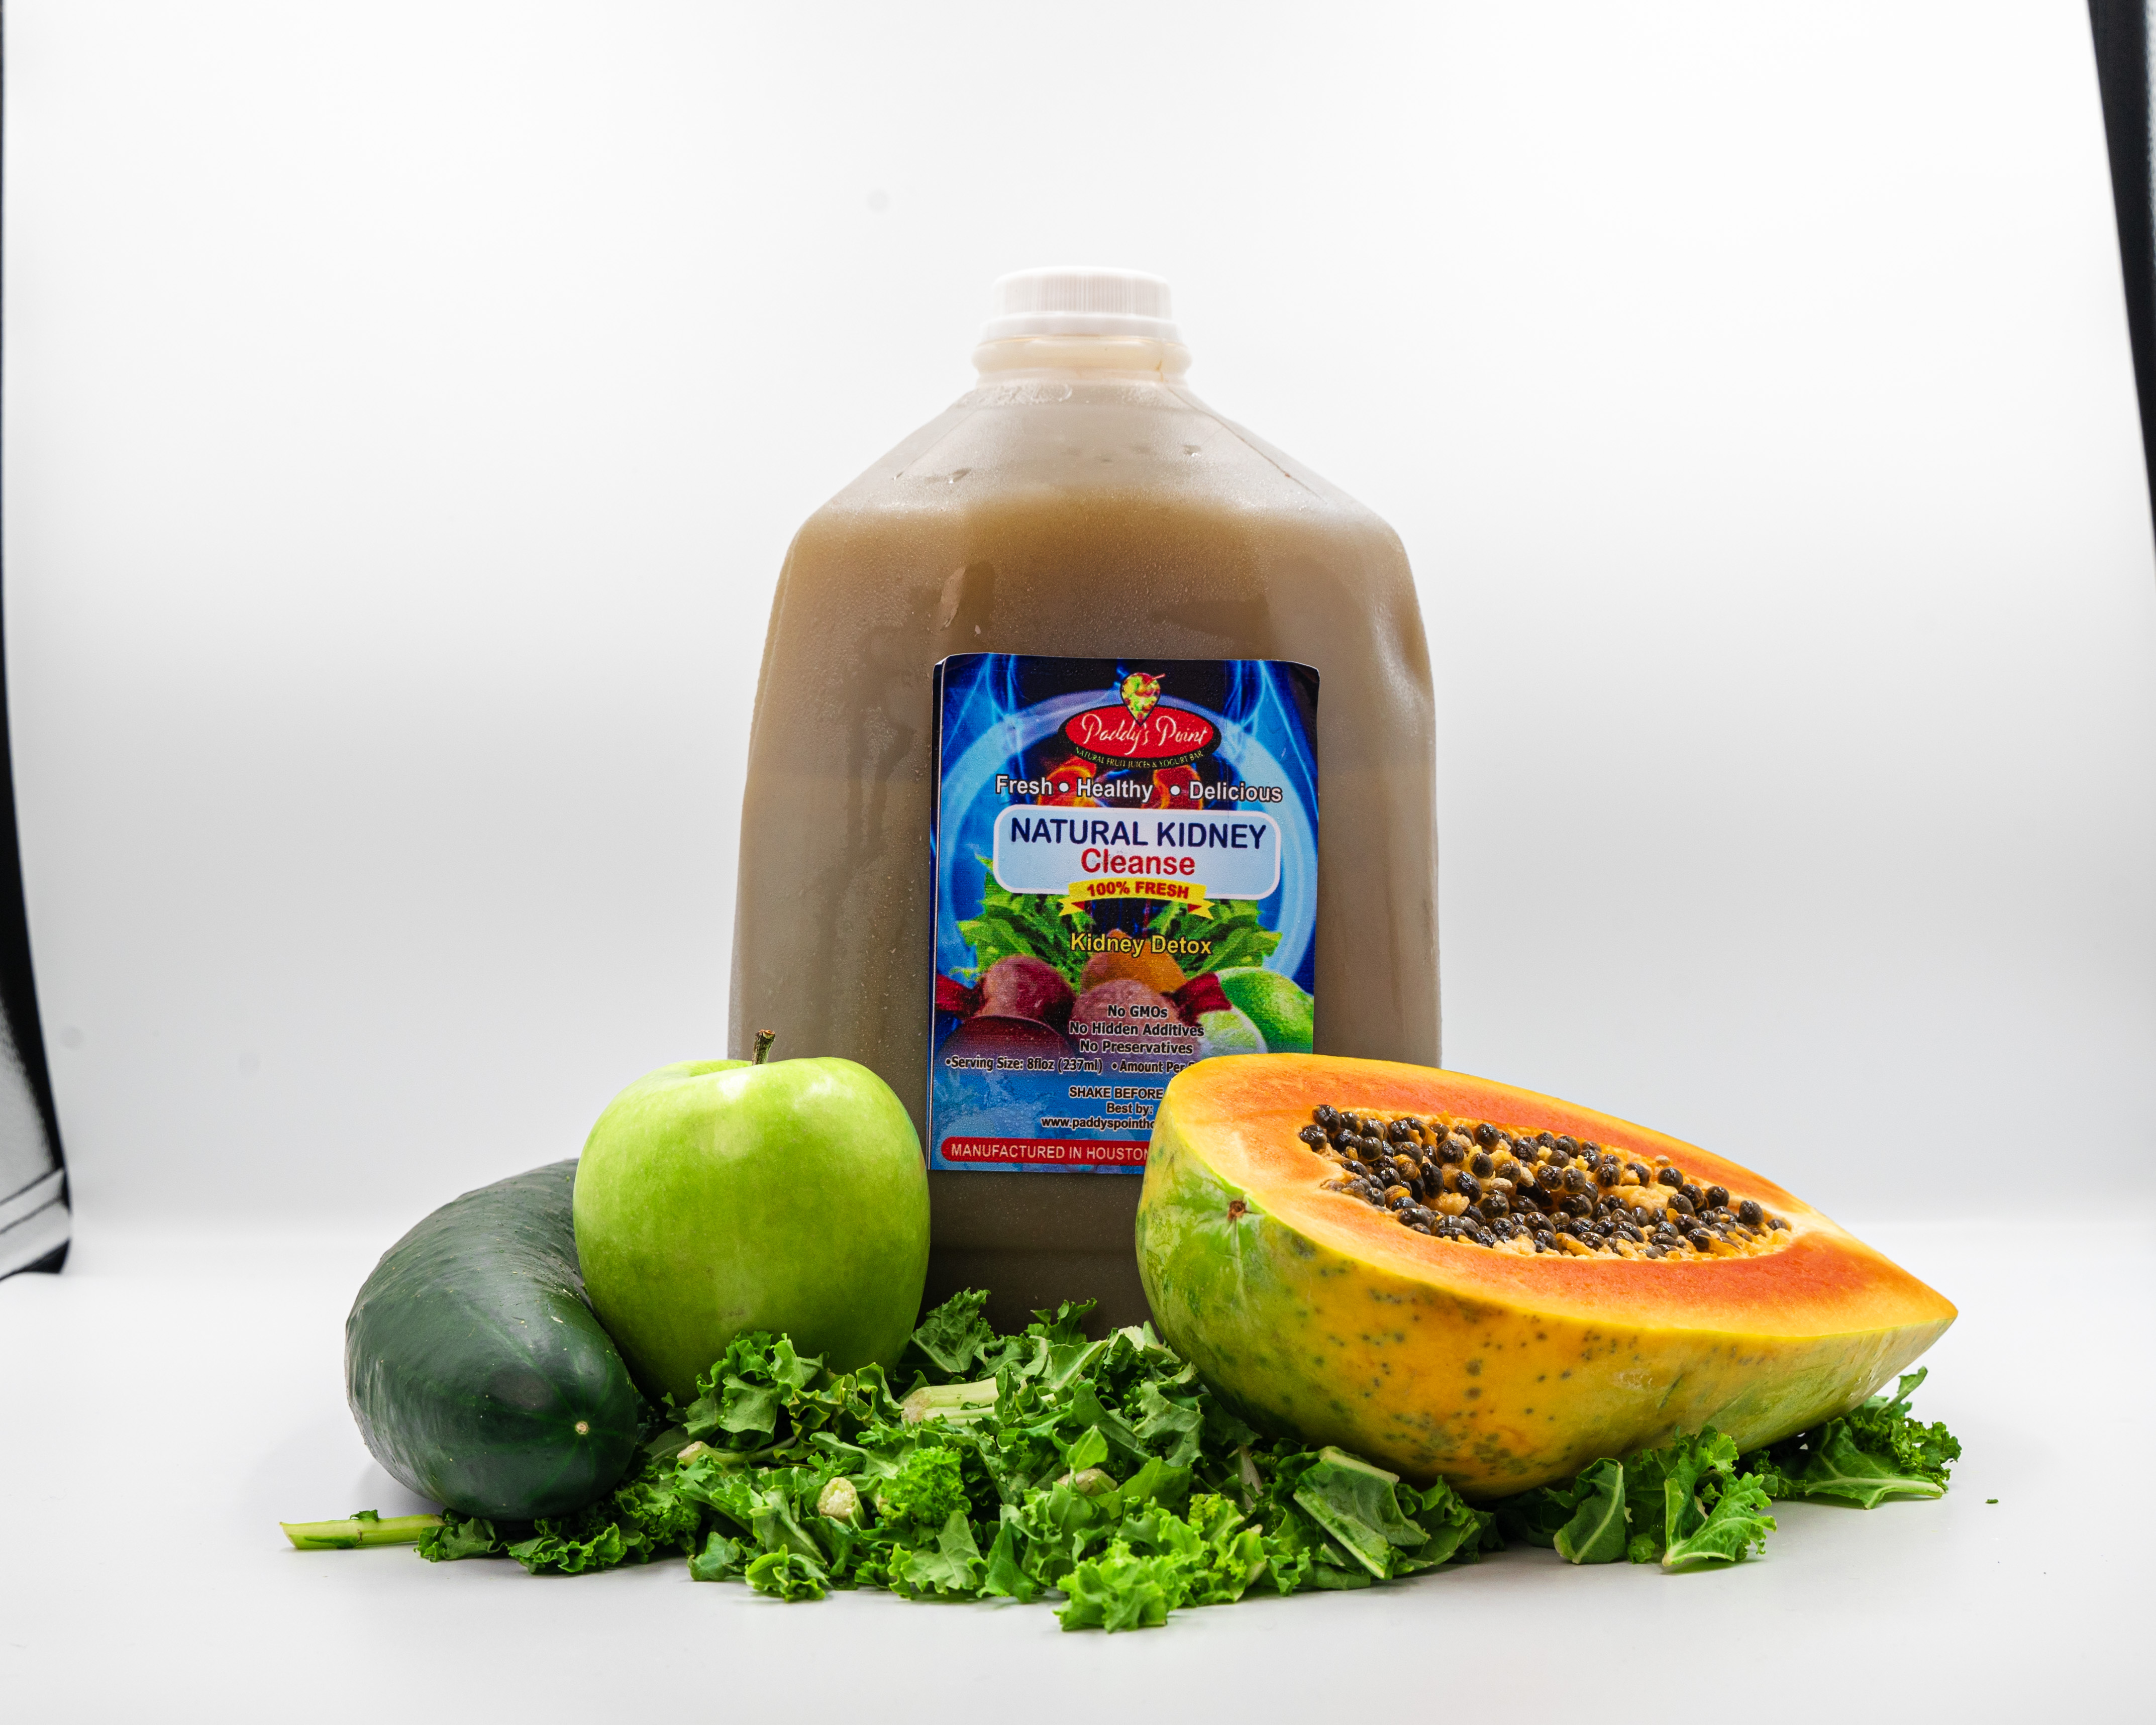 Paddy's Point
NATURAL FRUIT JUICES & YOGURT BAR
Fresh • Healthy • Delicious
NATURAL KIDNEY
Cleanse
100% FRESH
Kidney Detox
No GMOs
No Hidden Additives
No Preservatives
•Serving Size: 8floz (237ml) •Amount Per
SHAKE BEFORE
Best by:
www.paddyspointho
MANUFACTURED IN HOUSTON